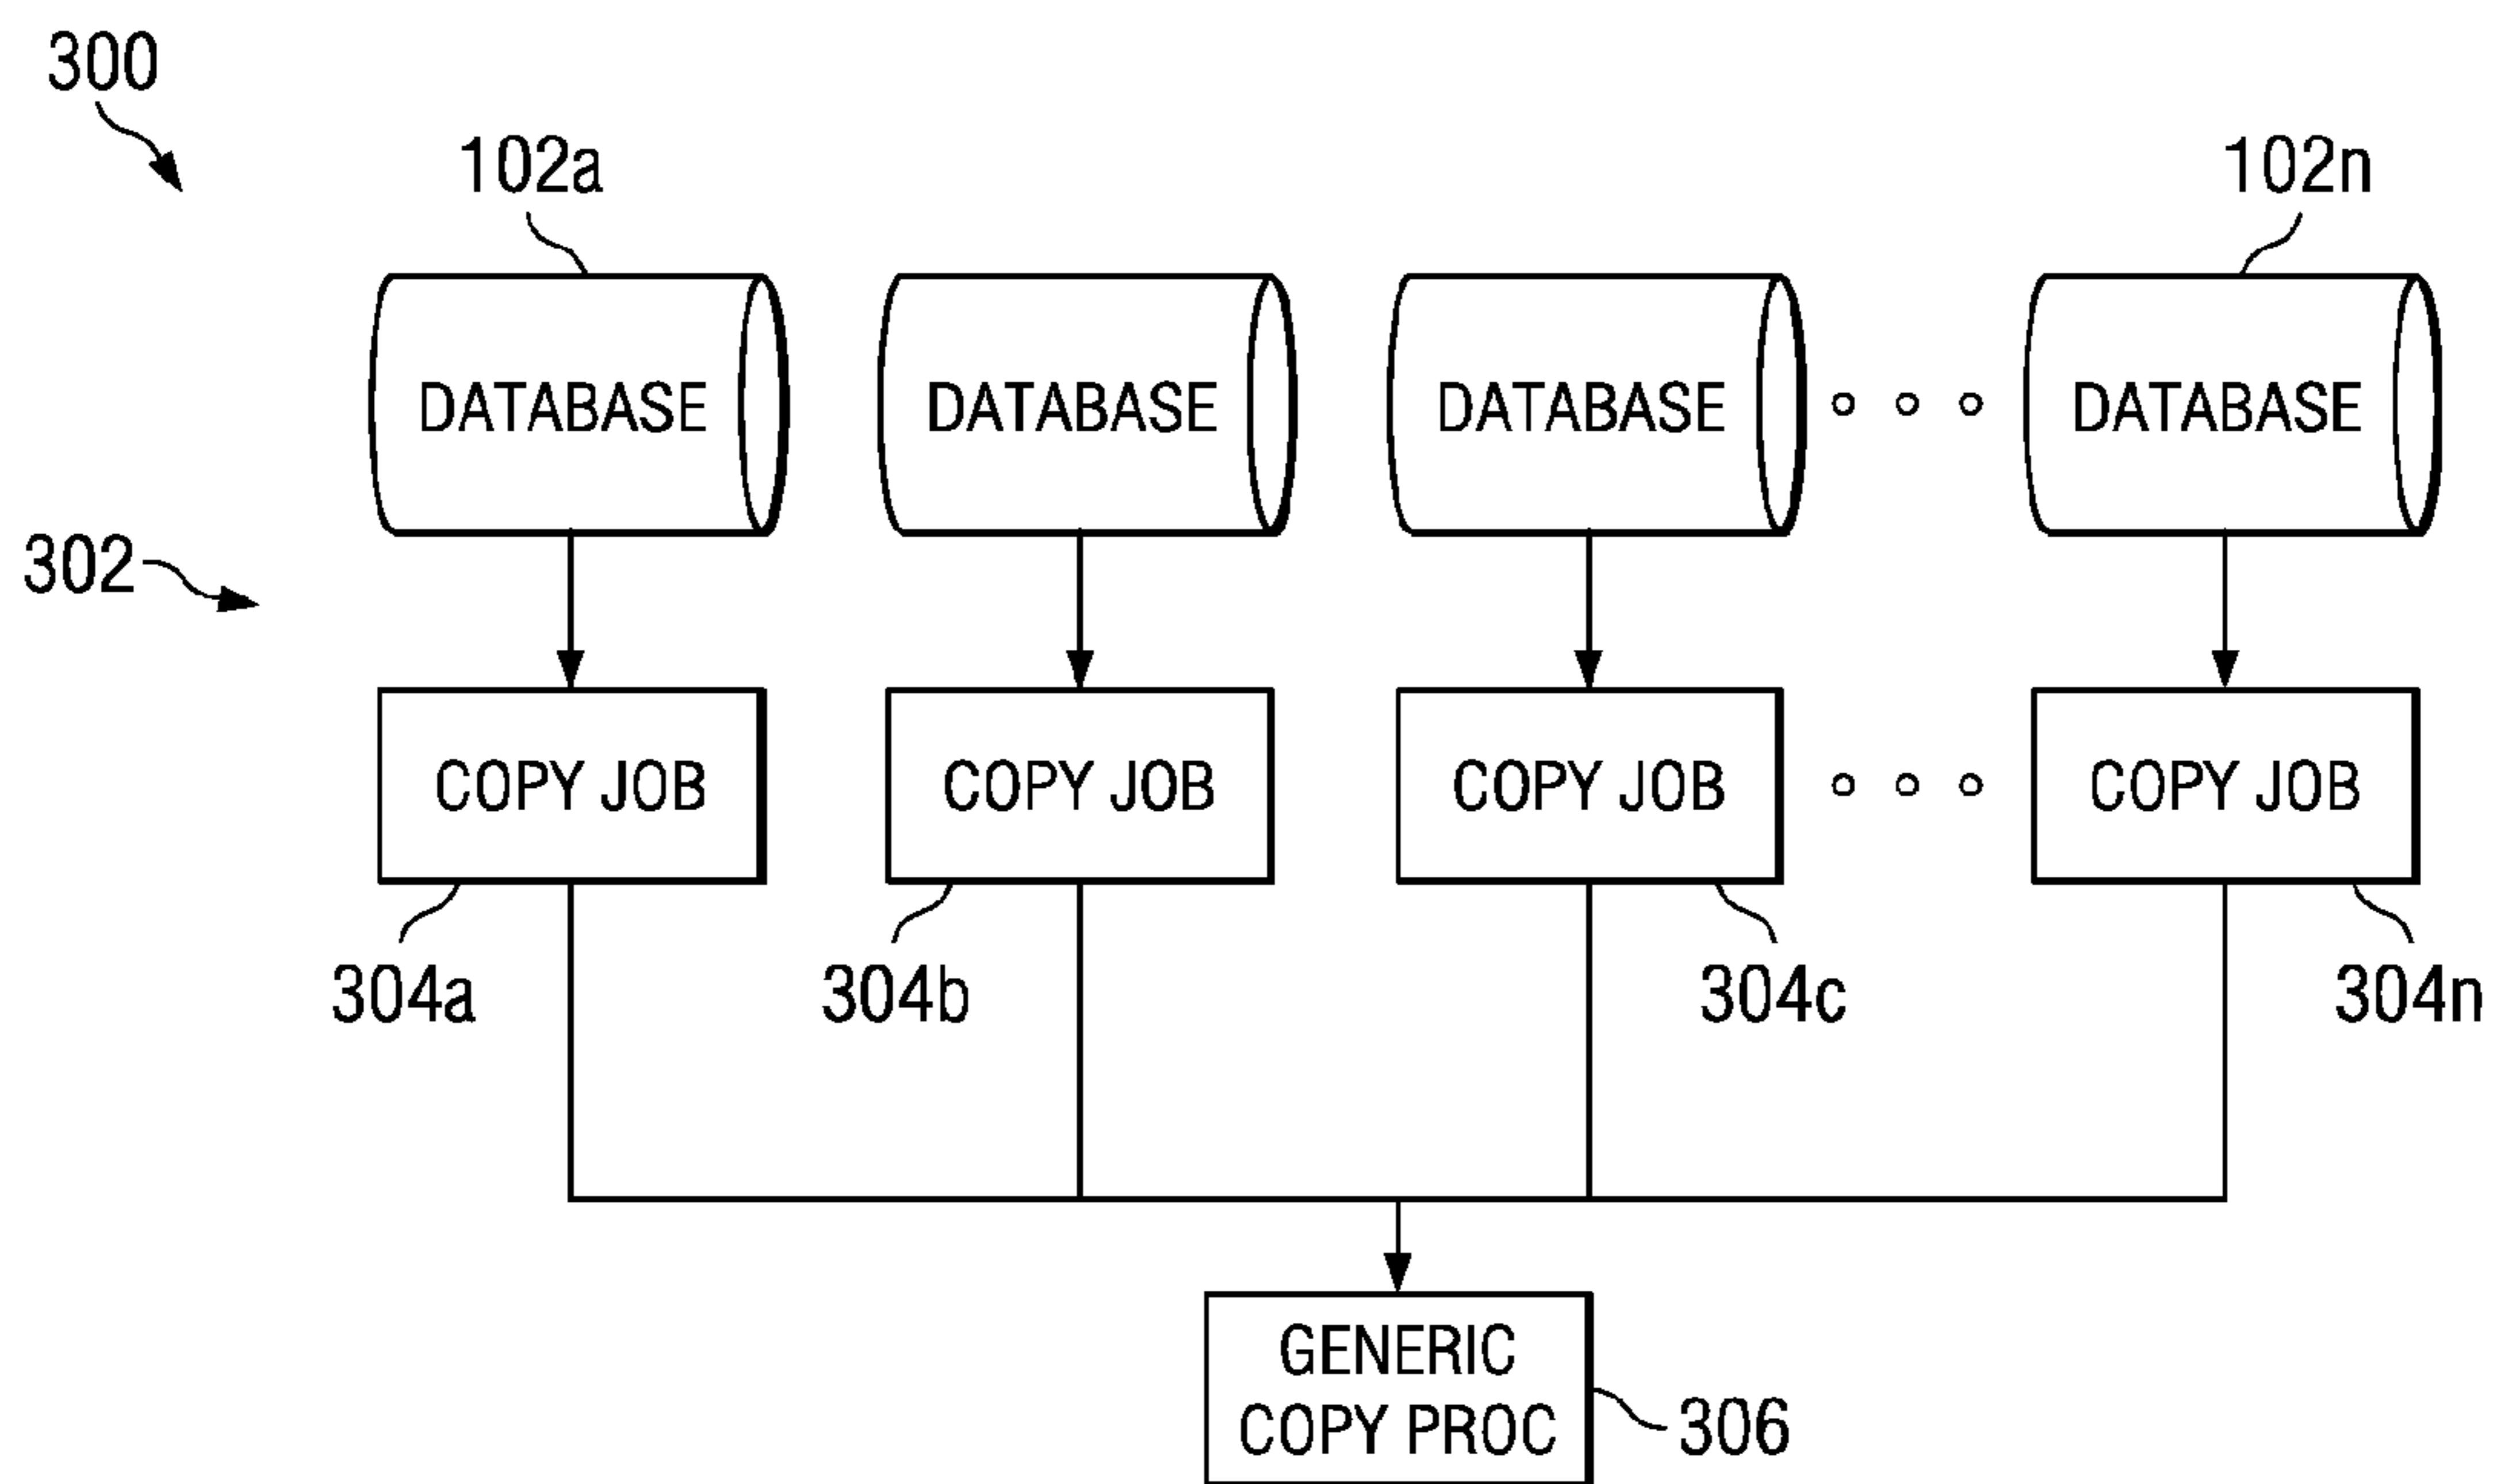 300
102a
102n
DATABASE
DATABASE
DATABASE
DATABASE
302
COPY JOB
COPY JOB
COPY JOB
COPY JOB
304a
304b
304c
304n
GENERIC
COPY PROC
306